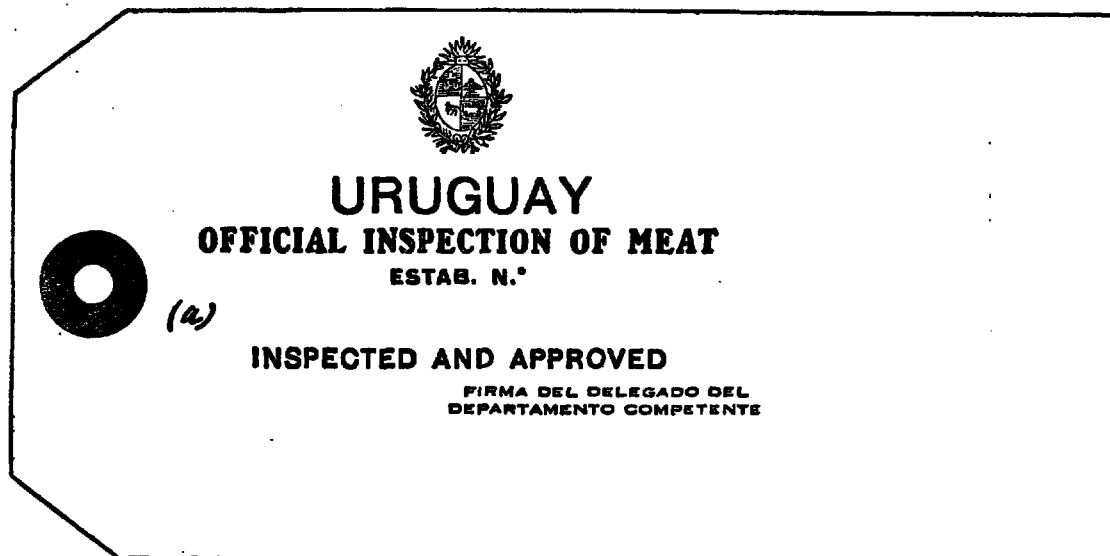 URUGUAY
OFFICIAL INSPECTION OF MEAT
ESTAB. N.°
(a)
INSPECTED AND APPROVED
FIRMA DEL DELEGADO DEL
DEPARTAMENTO COMPETENTE